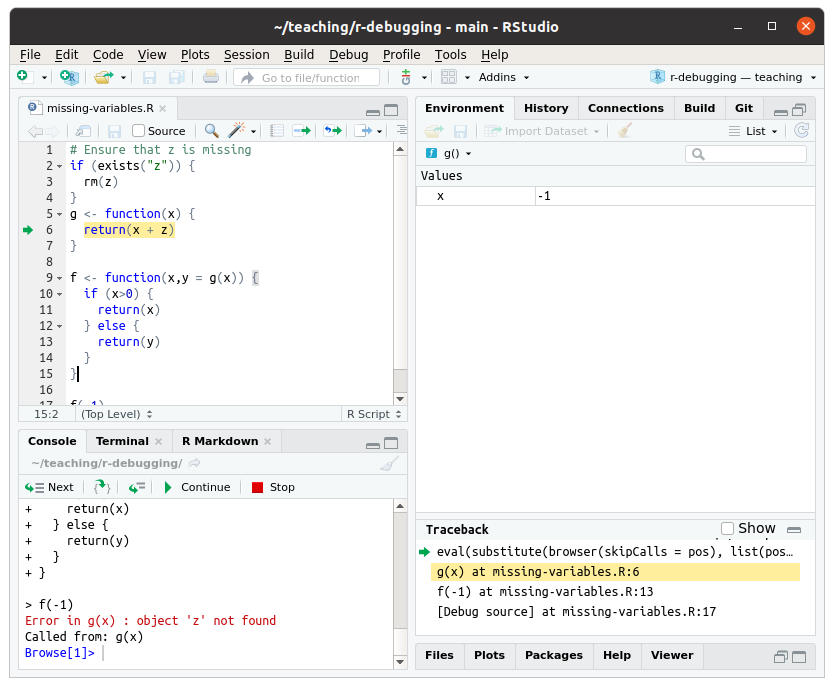 ~/teaching/r-debugging - main - RStudio
File Edit Code View Plots Session Build Debug Profile Tools Help
Go to file/function Addins r-debugging — teaching
missing-variables.R
Source
1 # Ensure that z is missing
2 if (exists("z")) {
3 rm(z)
4 }
5 g <- function(x) {
6 return(x + z)
7 }
8
9 f <- function(x,y = g(x)) {
10 if (x>0) {
11 return(x)
12 } else {
13 return(y)
14 }
15 }
16
17 f(-1)
15:2 (Top Level) R Script
Console Terminal R Markdown
~/teaching/r-debugging/
Next Continue Stop
+ return(x)
+ } else {
+ return(y)
+ }
+ }
> f(-1)
Error in g(x) : object 'z' not found
Called from: g(x)
Browse[1]>
Environment History Connections Build Git
Import Dataset List
g()
Values
x -1
Traceback Show
eval(substitute(browser(skipCalls = pos), list(pos…
g(x) at missing-variables.R:6
f(-1) at missing-variables.R:13
[Debug source] at missing-variables.R:17
Files Plots Packages Help Viewer